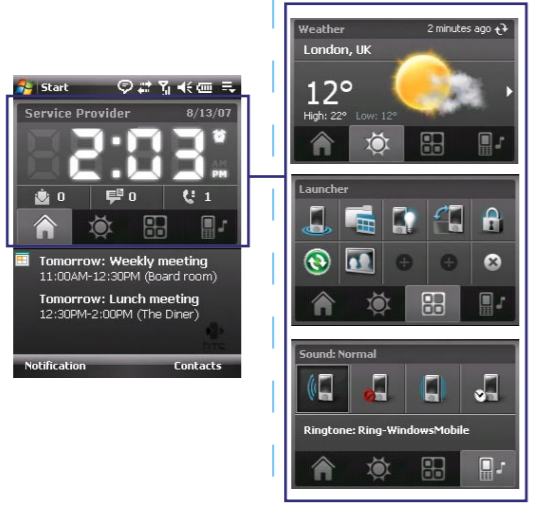 Start
Service Provider 8/13/07
2:03
AM
PM
0 0 1
Tomorrow: Weekly meeting
11:00AM-12:30PM (Board room)
Tomorrow: Lunch meeting
12:30PM-2:00PM (The Diner)
hTC
Notification Contacts
Weather 2 minutes ago
London, UK
12°
High: 22° Low: 12°
Launcher
Sound: Normal
Ringtone: Ring-WindowsMobile